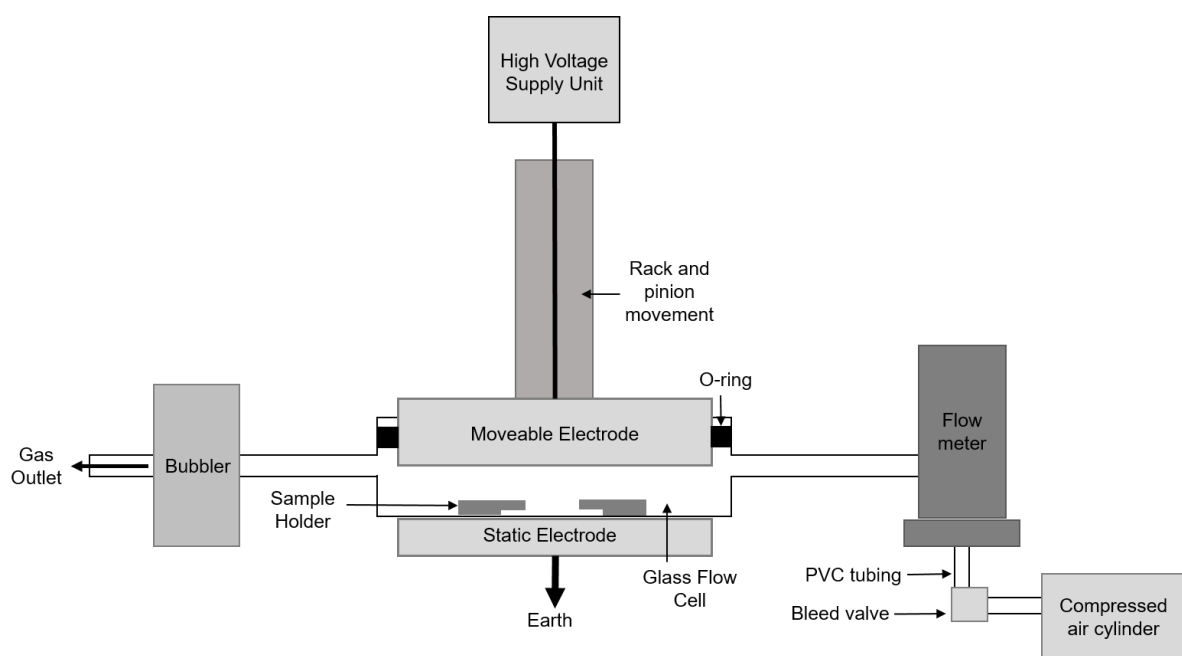 High Voltage
Supply Unit
Rack and
pinion
movement
O-ring
Moveable Electrode
Flow
meter
Gas
Outlet
Bubbler
Sample
Holder
Static Electrode
Glass Flow
Cell
Earth
PVC tubing
Bleed valve
Compressed
air cylinder